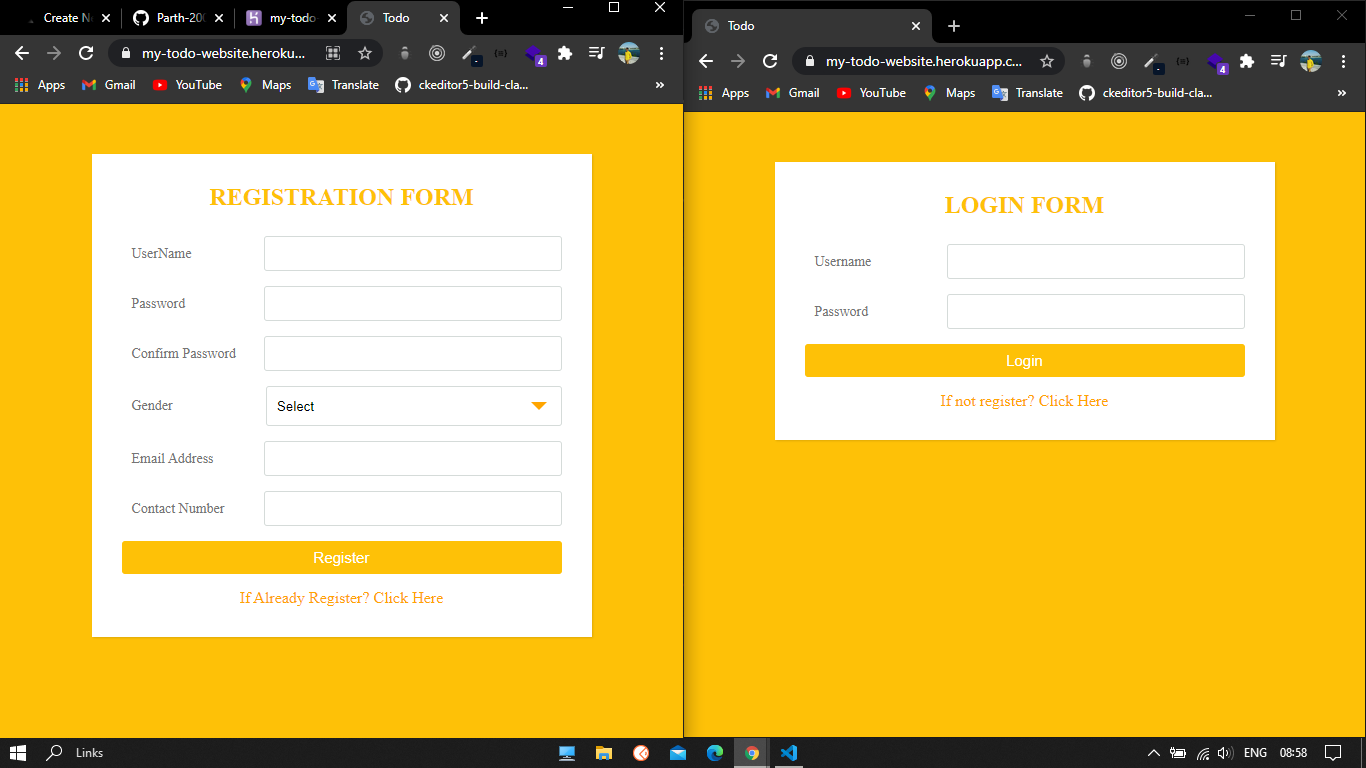 Create N
Parth-20
my-todo
Todo
my-todo-website.heroku...
4
Apps
Gmail
YouTube
Maps
Translate
ckeditor5-build-cla...
»
REGISTRATION FORM
UserName
Password
Confirm Password
Gender
Select
Email Address
Contact Number
Register
If Already Register? Click Here
Todo
my-todo-website.herokuapp.c...
4
Apps
Gmail
YouTube
Maps
Translate
ckeditor5-build-cla...
»
LOGIN FORM
Username
Password
Login
If not register? Click Here
Links
ENG
08:58